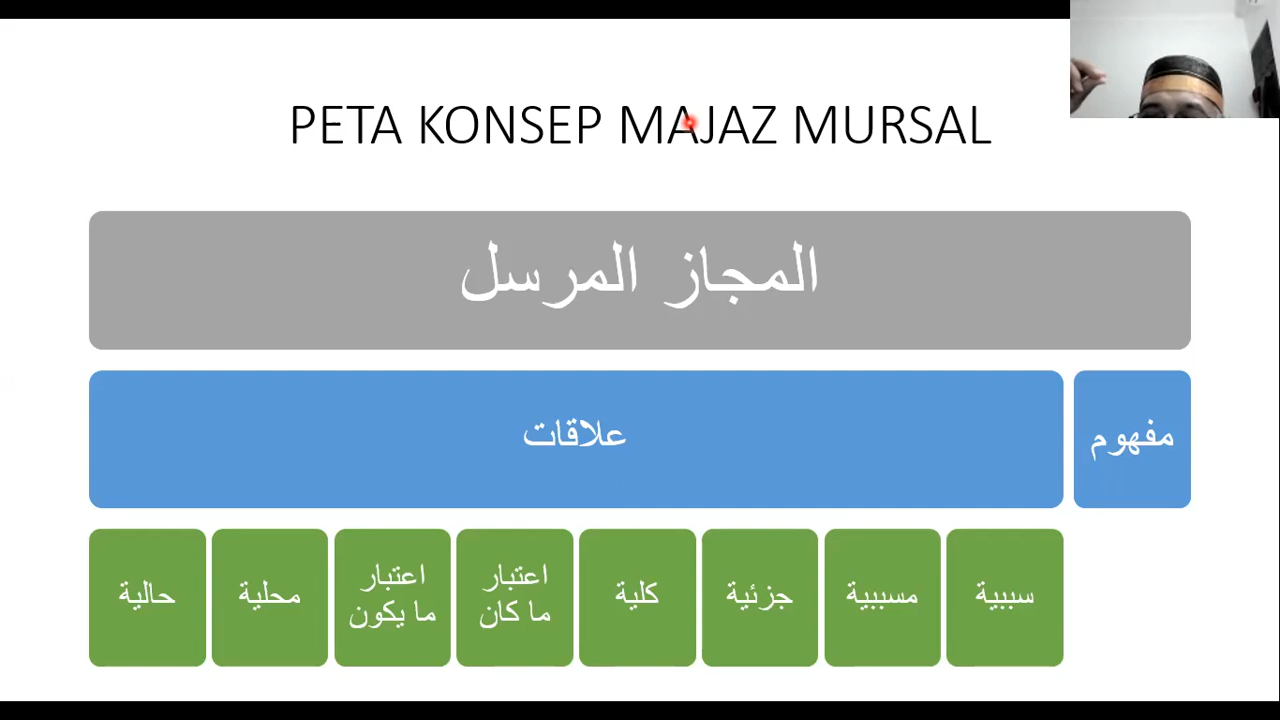 PETA KONSEP MAJAZ MURSAL
المجاز المرسل
مفهوم
علاقات
سببية
مسببية
جزئية
كلية
اعتبار
ما كان
اعتبار
ما يكون
محلية
حالية